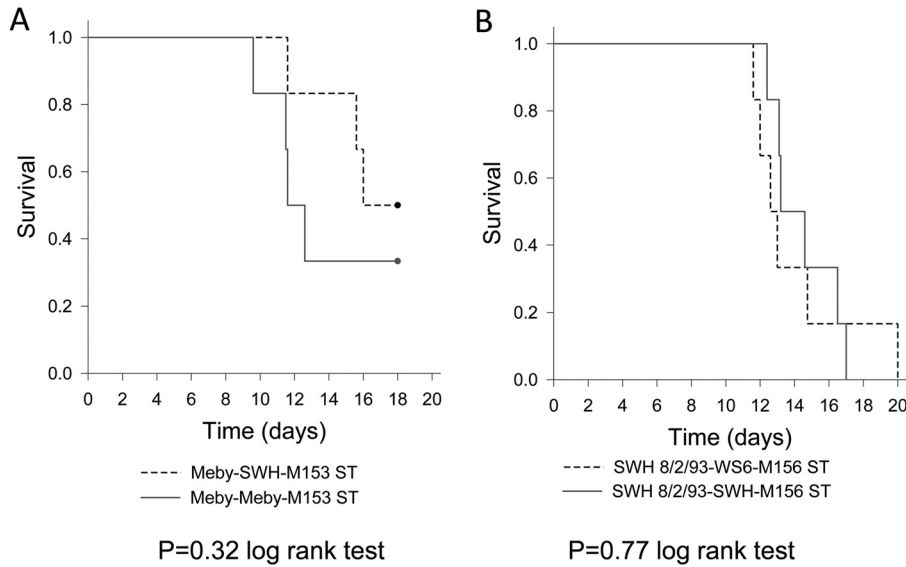 A
1.0
0.8
0.6
0.4
0.2
0.0
Survival
0 2 4 6 8 10 12 14 16 18 20
Time (days)
Meby-SWH-M153 ST
Meby-Meby-M153 ST
P=0.32 log rank test
B
1.0
0.8
0.6
0.4
0.2
0.0
Survival
0 2 4 6 8 10 12 14 16 18 20
Time (days)
SWH 8/2/93-WS6-M156 ST
SWH 8/2/93-SWH-M156 ST
P=0.77 log rank test